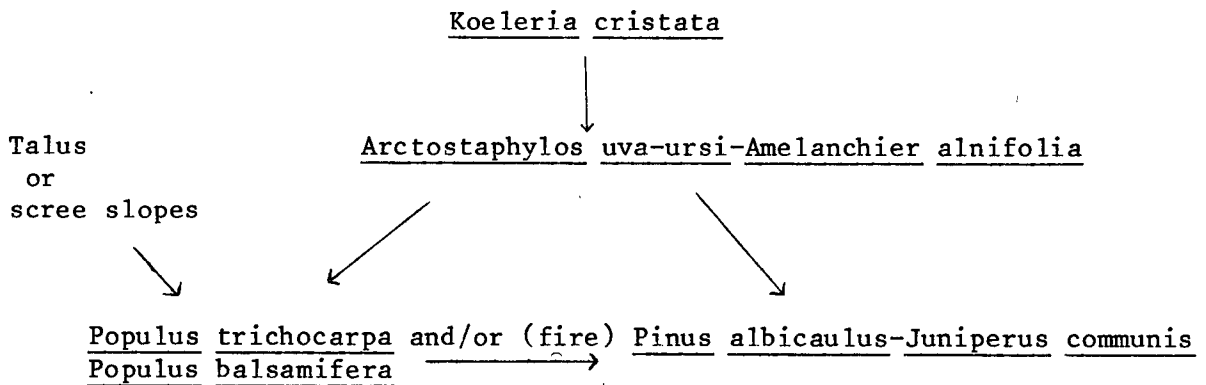 Koeleria cristata
Talus
or
scree slopes
Arctostaphylos uva-ursi-Amelanchier alnifolia
Populus trichocarpa and/or (fire) Pinus albicaulus-Juniperus communis
Populus balsamifera